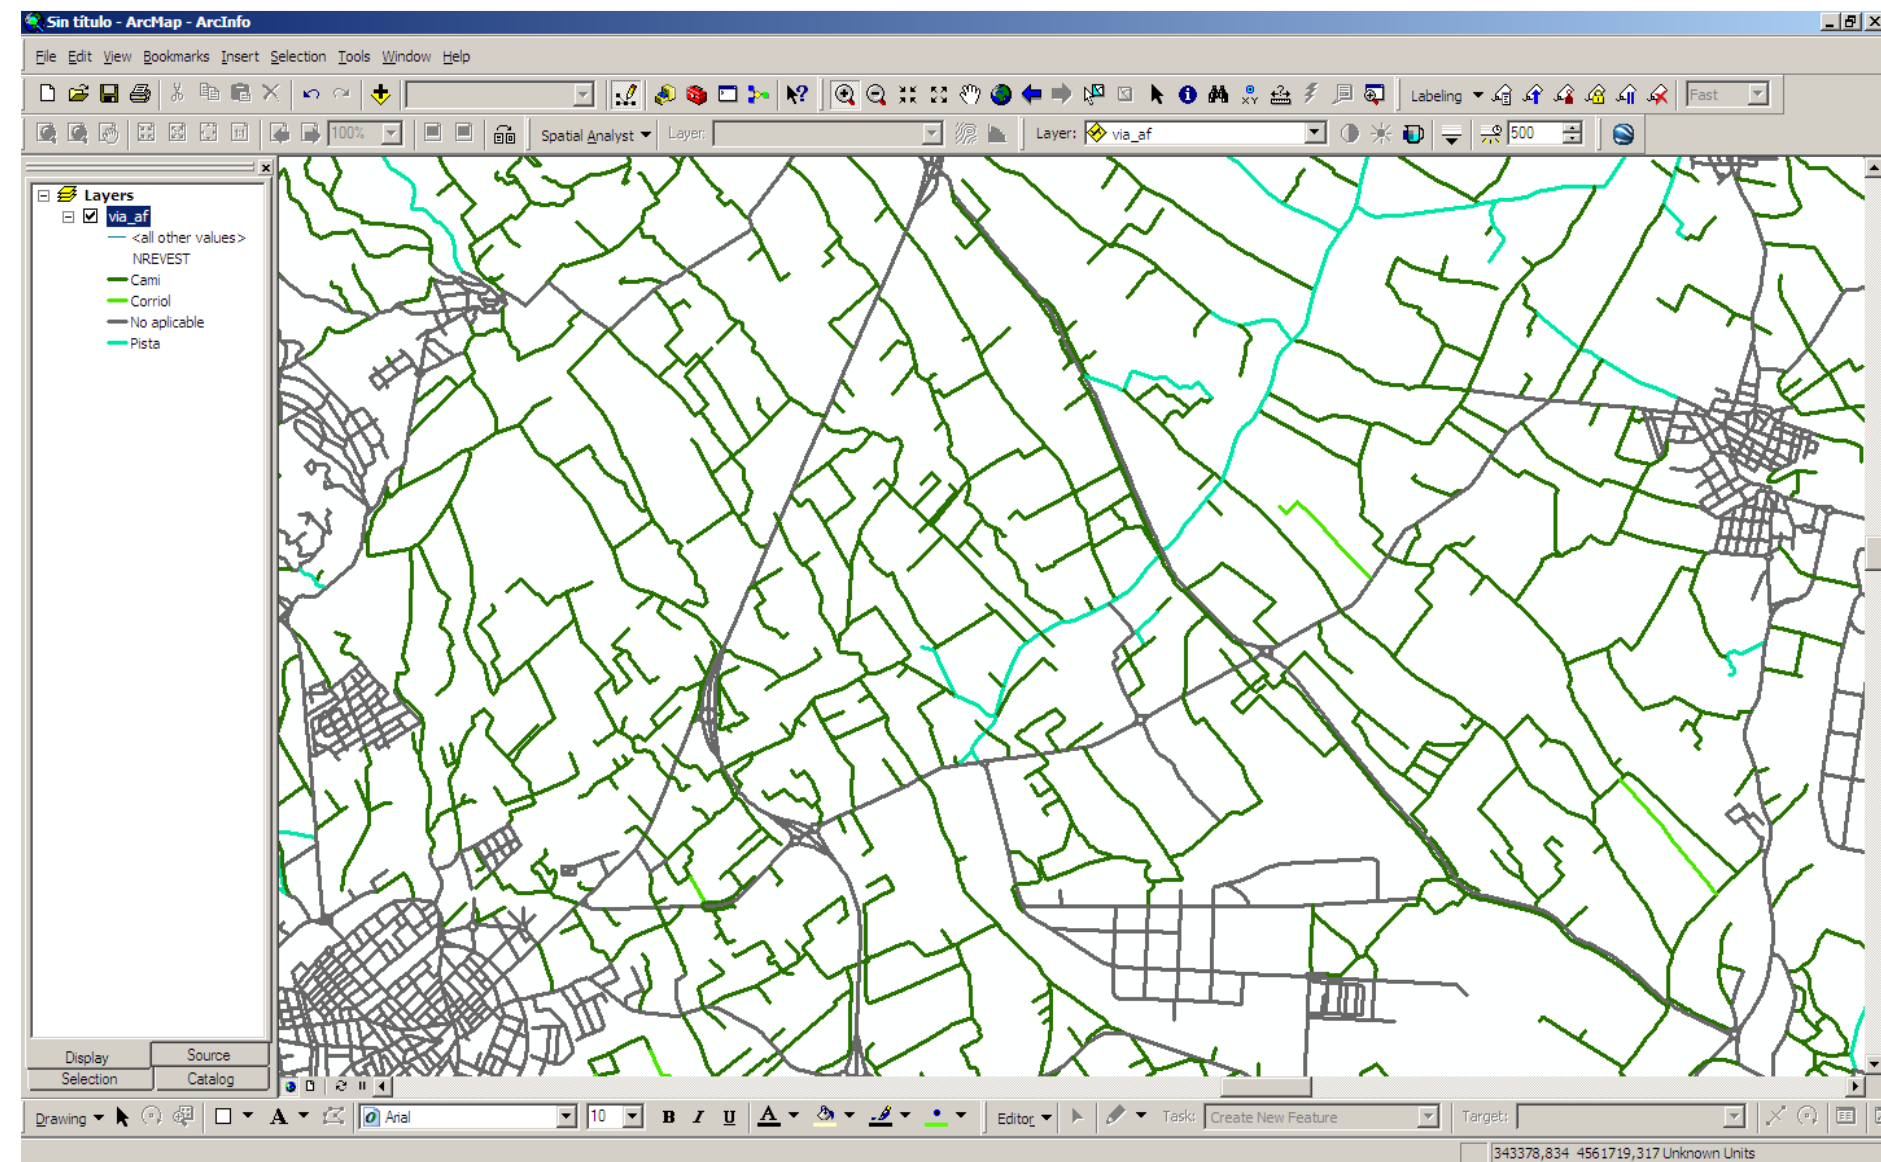 Sin título - ArcMap - ArcInfo
File Edit View Bookmarks Insert Selection Tools Window Help
Labeling Fast
100% Spatial Analyst Layer: Layer: via_af 500
Layers
via_af
<all other values>
NREVEST
Cami
Corriol
No aplicable
Pista
Display Source
Selection Catalog
Drawing A Arial 10 B I U A Editor Task: Create New Feature Target:
343378,834 4561719,317 Unknown Units